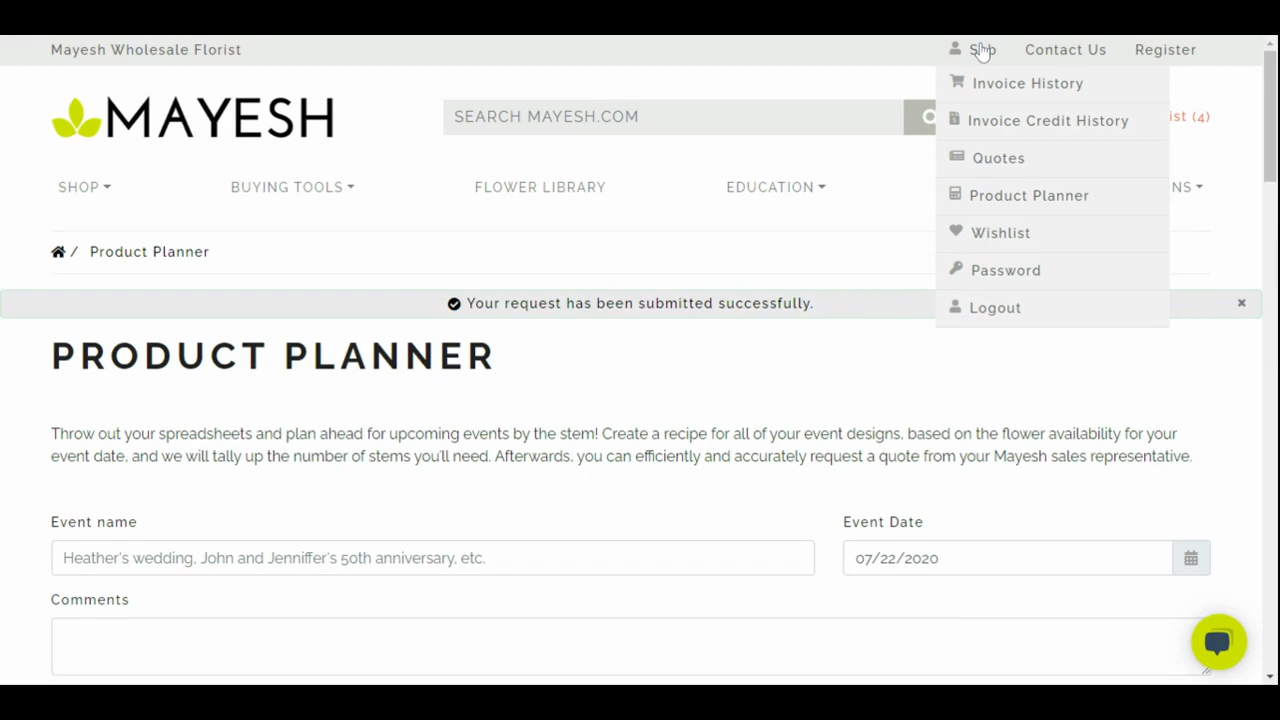 Mayesh Wholesale Florist
Contact Us
Register
MAYESH
SEARCH MAYESH.COM
ist (4)
Invoice History
Invoice Credit History
Quotes
Product Planner
Wishlist
Password
Logout
SHOP
BUYING TOOLS
FLOWER LIBRARY
EDUCATION
NS
/ Product Planner
Your request has been submitted successfully.
PRODUCT PLANNER
Throw out your spreadsheets and plan ahead for upcoming events by the stem! Create a recipe for all of your event designs, based on the flower availability for your
event date, and we will tally up the number of stems you'll need. Afterwards, you can efficiently and accurately request a quote from your Mayesh sales representative.
Event name
Event Date
Heather's wedding, John and Jenniffer's 50th anniversary, etc.
07/22/2020
Comments